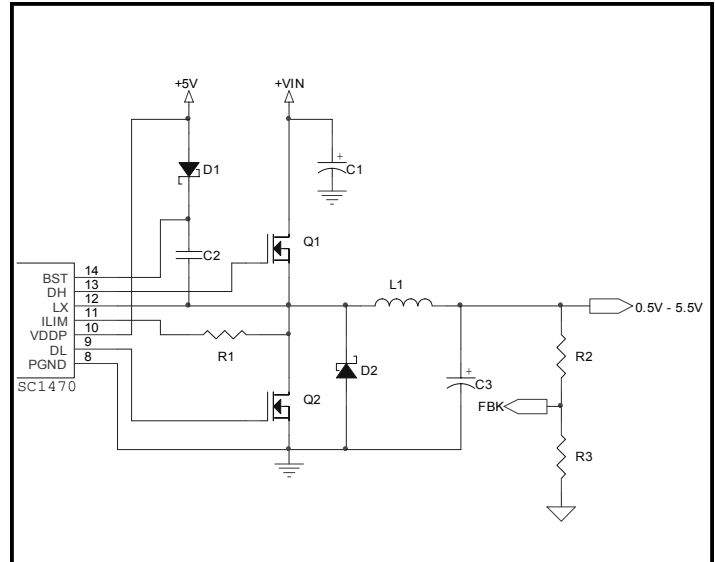 +5V
+VIN
D1
+
C1
Q1
C2
BST 14
DH 13
LX 12
ILIM 11
VDDP 10
DL 9
PGND 8
SC1470
L1
0.5V - 5.5V
R1
R2
D2
+
C3
Q2
FBK
R3